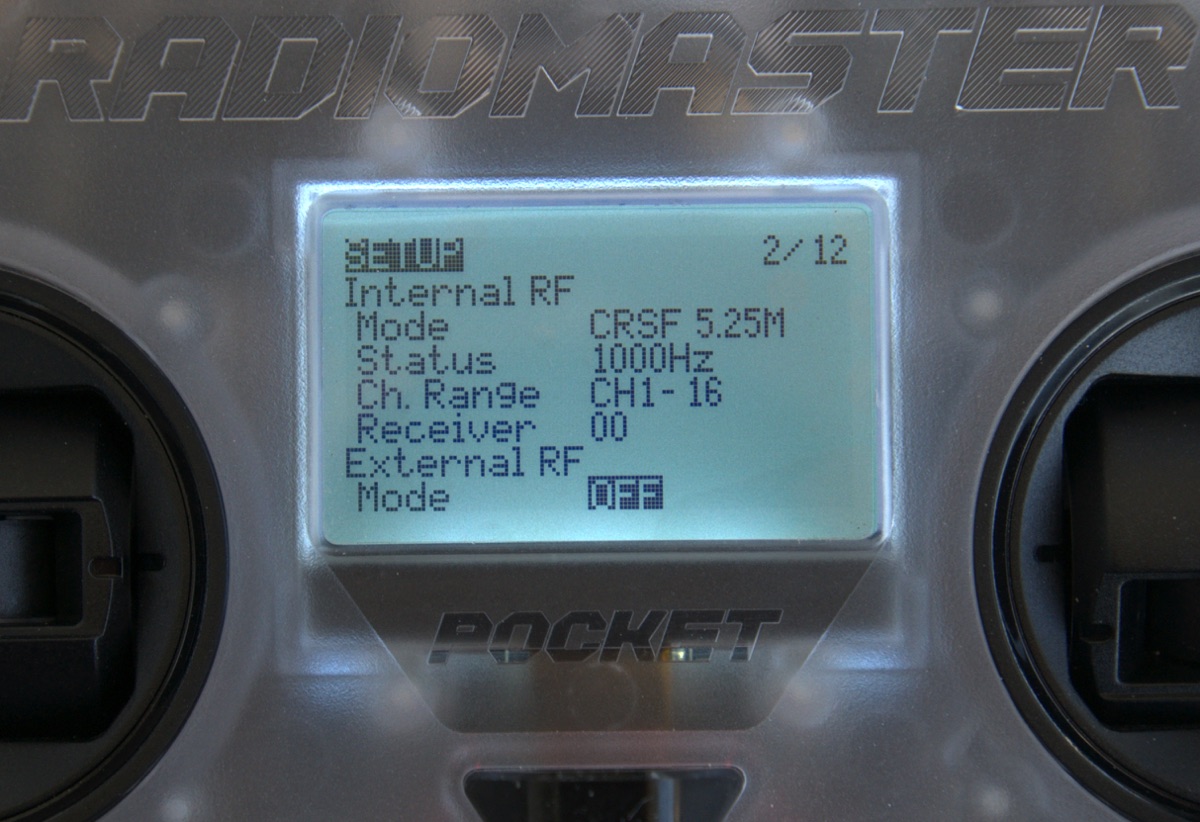 RADIOMASTER
SETUP 2/12
Internal RF
Mode CRSF 5.25M
Status 1000Hz
Ch. Range CH1-16
Receiver 00
External RF
Mode OFF
POCKET